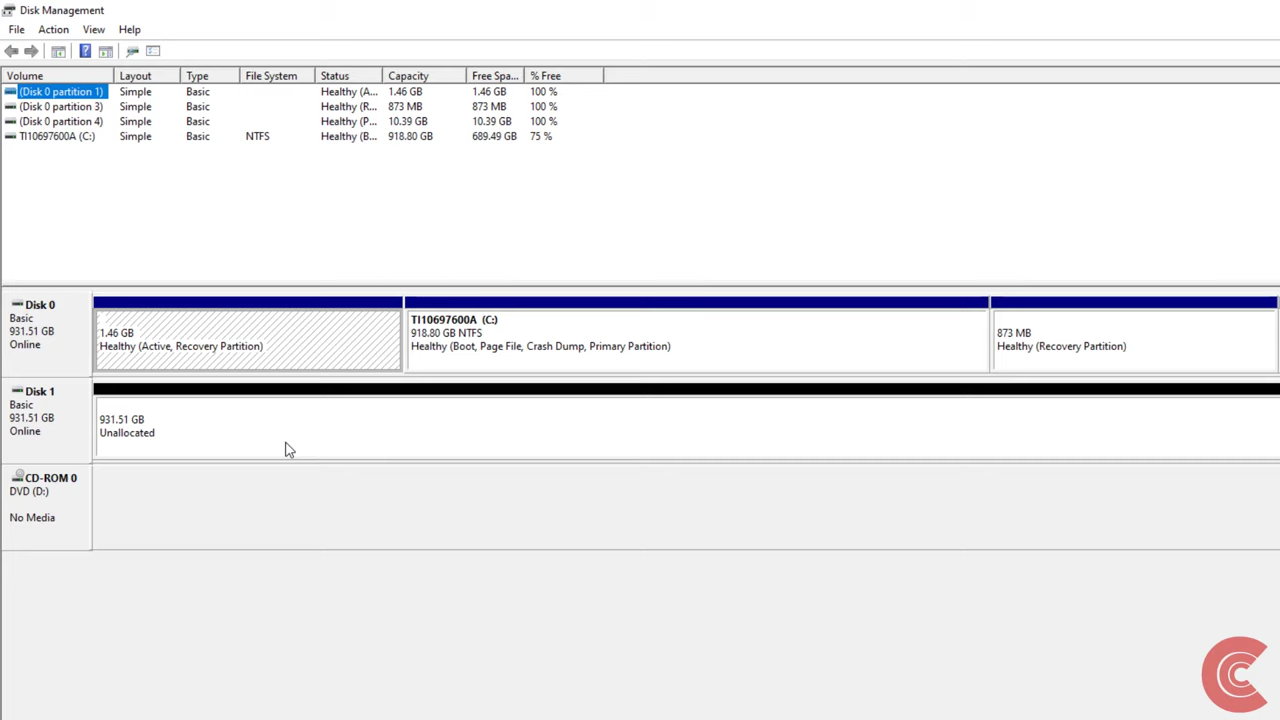 Disk Management
File Action View Help
Volume Layout Type File System Status Capacity Free Spa... % Free
(Disk 0 partition 1) Simple Basic Healthy (A... 1.46 GB 1.46 GB 100 %
(Disk 0 partition 3) Simple Basic Healthy (R... 873 MB 873 MB 100 %
(Disk 0 partition 4) Simple Basic Healthy (P... 10.39 GB 10.39 GB 100 %
TI10697600A (C:) Simple Basic NTFS Healthy (B... 918.80 GB 689.49 GB 75 %
Disk 0
Basic
931.51 GB
Online
1.46 GB
Healthy (Active, Recovery Partition)
TI10697600A (C:)
918.80 GB NTFS
Healthy (Boot, Page File, Crash Dump, Primary Partition)
873 MB
Healthy (Recovery Partition)
Disk 1
Basic
931.51 GB
Online
931.51 GB
Unallocated
CD-ROM 0
DVD (D:)
No Media